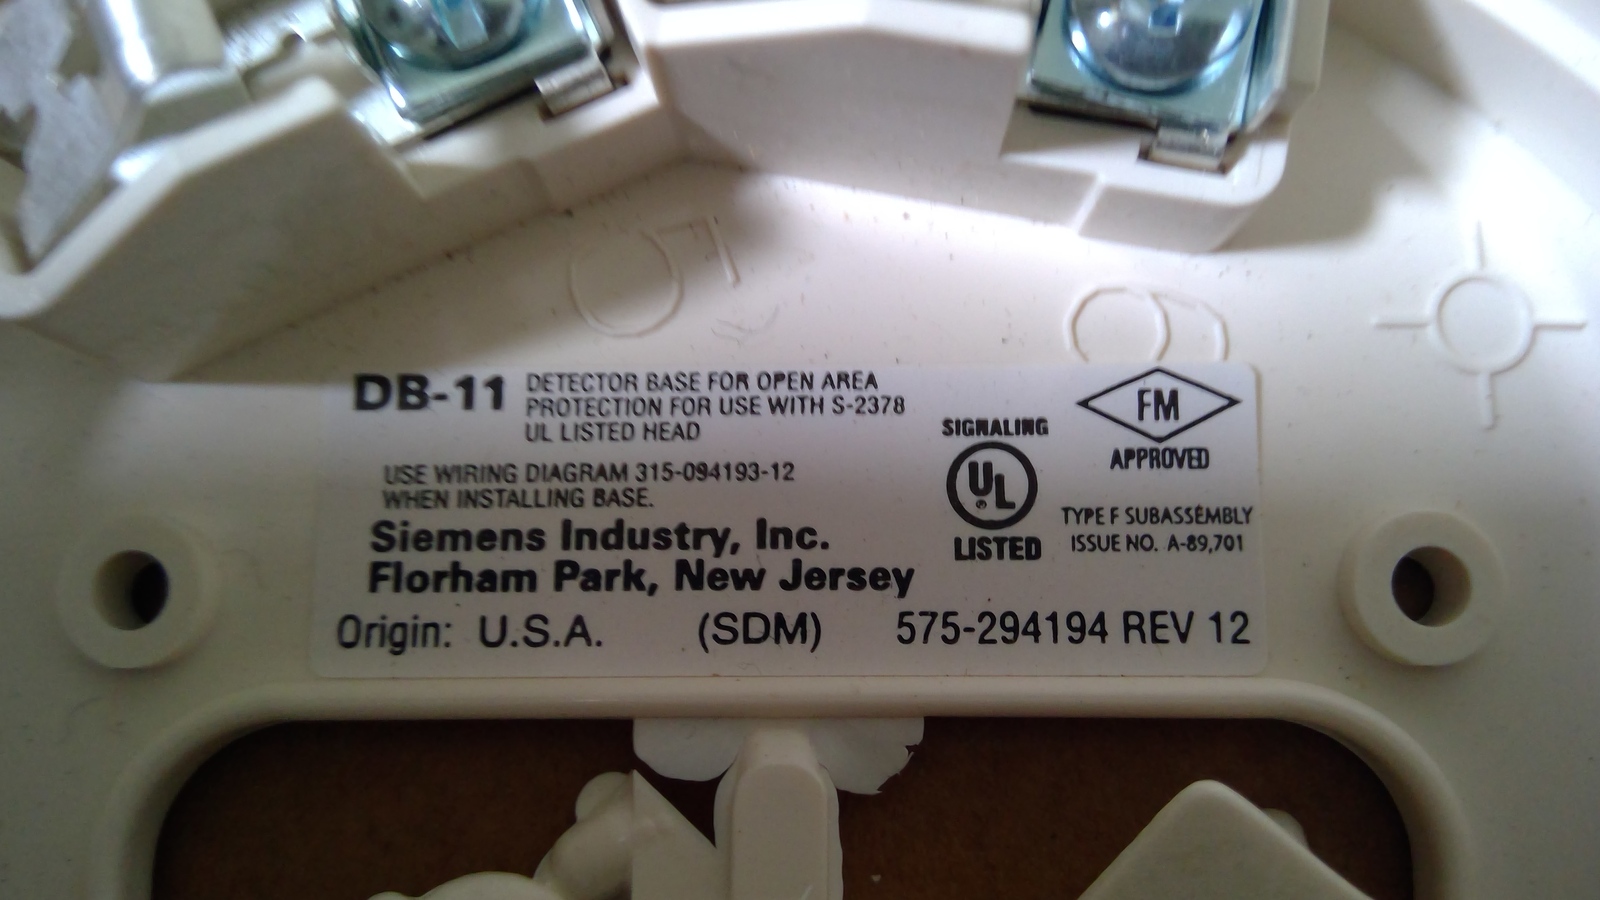 5
6
DB-11
DETECTOR BASE FOR OPEN AREA
PROTECTION FOR USE WITH S-2378
UL LISTED HEAD
USE WIRING DIAGRAM 315-094193-12
WHEN INSTALLING BASE.
Siemens Industry, Inc.
Florham Park, New Jersey
Origin: U.S.A. (SDM) 575-294194 REV 12
SIGNALING
UL
®
LISTED
FM
APPROVED
TYPE F SUBASSEMBLY
ISSUE NO. A-89,701